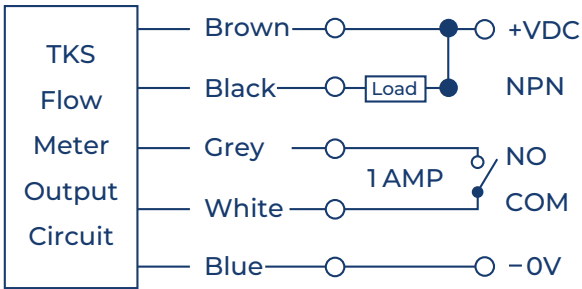 TKS
Flow
Meter
Output
Circuit
Brown +VDC
Black Load NPN
Grey NO
1 AMP
White COM
Blue −0V